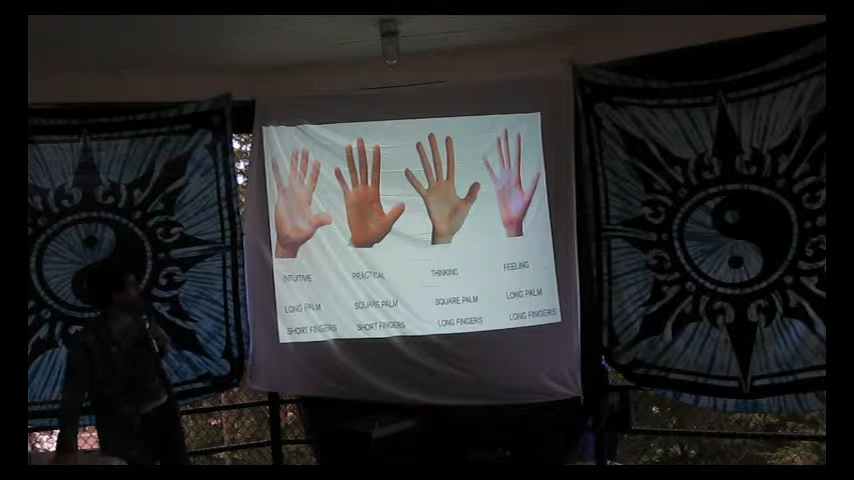 INTUITIVE PRACTICAL THINKING FEELING
LONG PALM SQUARE PALM SQUARE PALM LONG PALM
SHORT FINGERS SHORT FINGERS LONG FINGERS LONG FINGERS